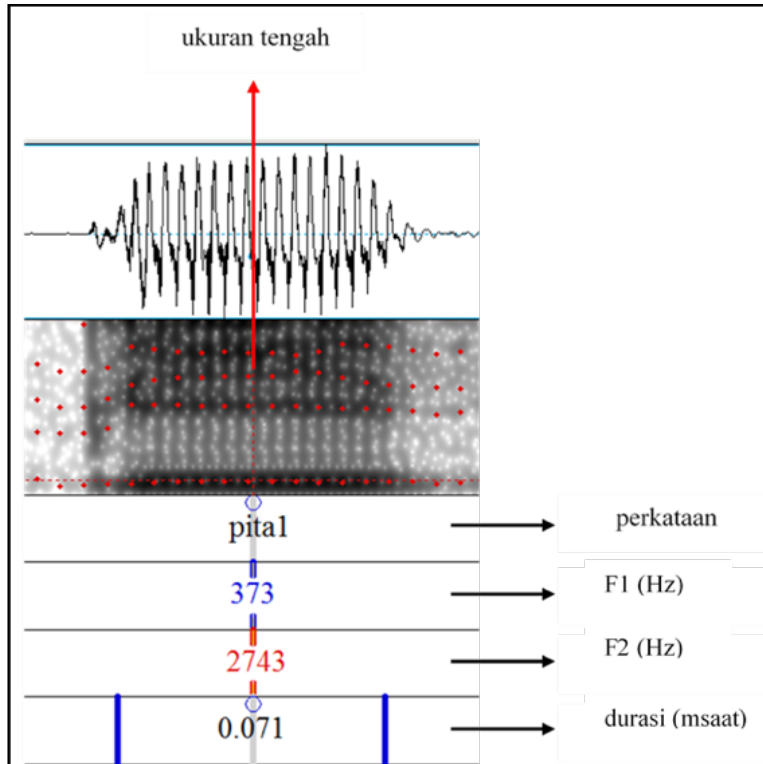 ukuran tengah
pita1
perkataan
373
F1 (Hz)
2743
F2 (Hz)
0.071
durasi (msaat)